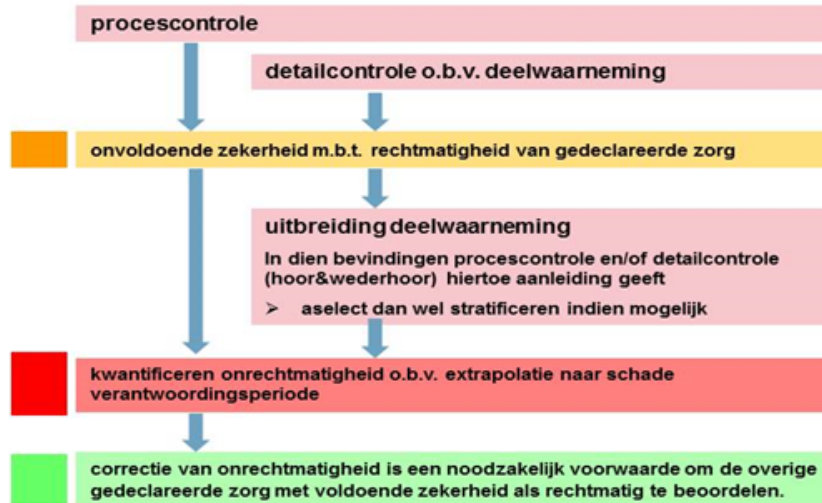 procescontrole
detailcontrole o.b.v. deelwaarneming
onvoldoende zekerheid m.b.t. rechtmatigheid van gedeclareerde zorg
uitbreiding deelwaarneming
In dien bevindingen procescontrole en/of detailcontrole
(hoor&wederhoor) hiertoe aanleiding geeft
➢ aselect dan wel stratificeren indien mogelijk
kwantificeren onrechtmatigheid o.b.v. extrapolatie naar schade
verantwoordingsperiode
correctie van onrechtmatigheid is een noodzakelijk voorwaarde om de overige
gedeclareerde zorg met voldoende zekerheid als rechtmatig te beoordelen.